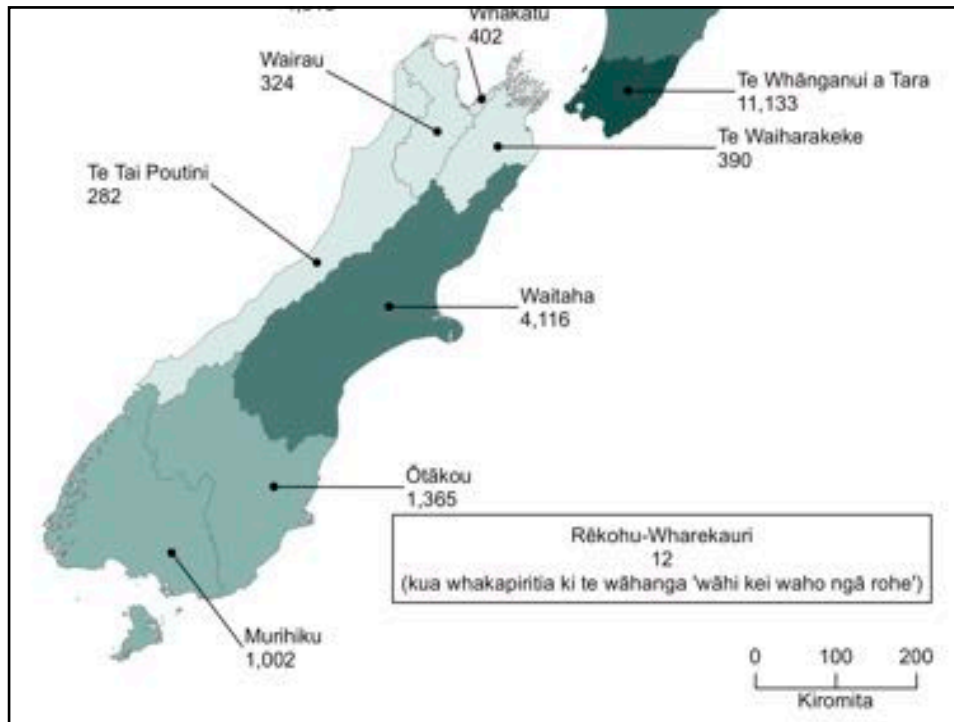 Whakatū
402
Wairau
324
Te Whānganui a Tara
11,133
Te Waiharakeke
390
Te Tai Poutini
282
Waitaha
4,116
Ōtākou
1,365
Rēkohu-Wharekauri
12
(kua whakapiritia ki te wāhanga 'wāhi kei waho ngā rohe')
Murihiku
1,002
0 100 200
Kiromita